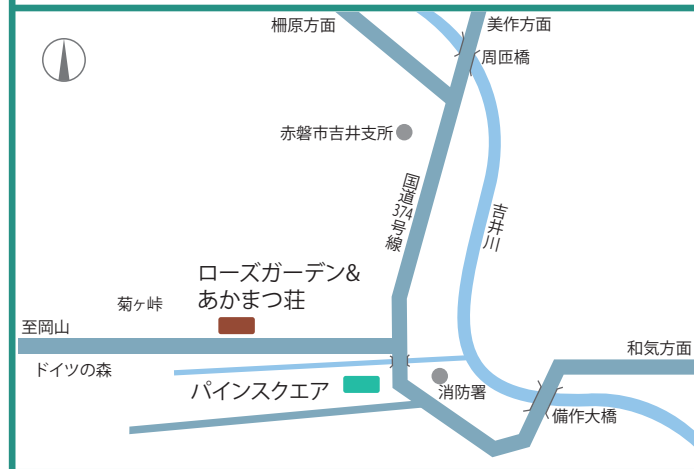 柵原方面
美作方面
周匝橋
赤磐市吉井支所
国道374号線
吉井川
ローズガーデン&
あかまつ荘
菊ヶ峠
至岡山
ドイツの森
和気方面
パインスクエア
消防署
備作大橋